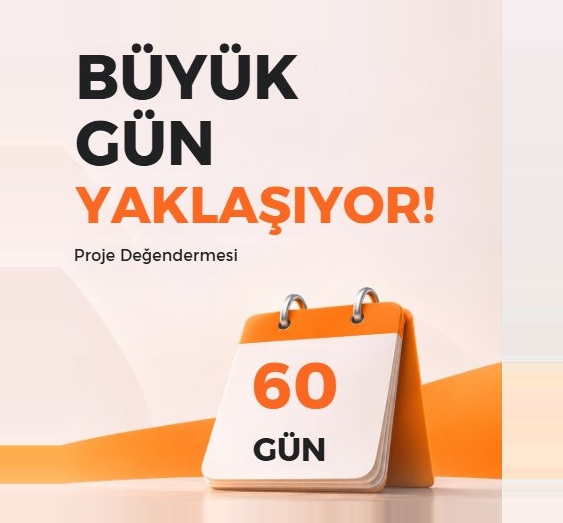 BÜYÜK
GÜN
YAKLAŞIYOR!
Proje Değendermesi
60
GÜN